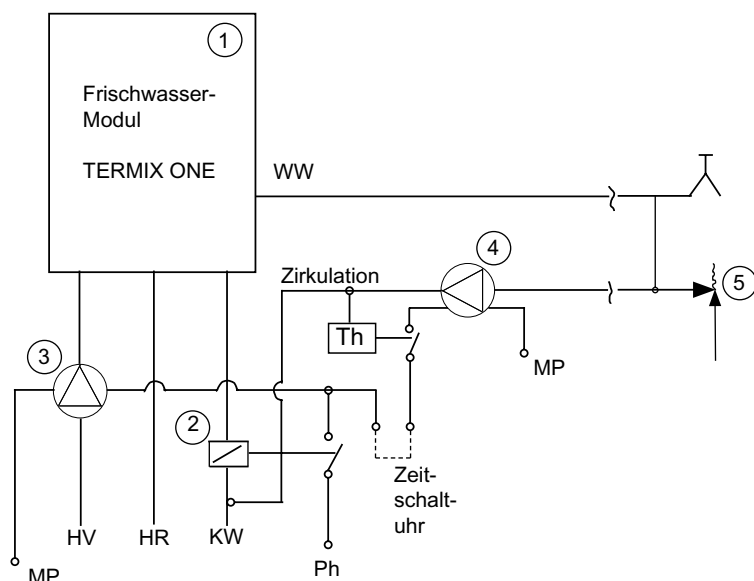 1
Frischwasser-
Modul
TERMIX ONE
WW
4
Zirkulation
5
Th
3
MP
2
Zeit-
schalt-
uhr
HV
HR
KW
Ph
MP